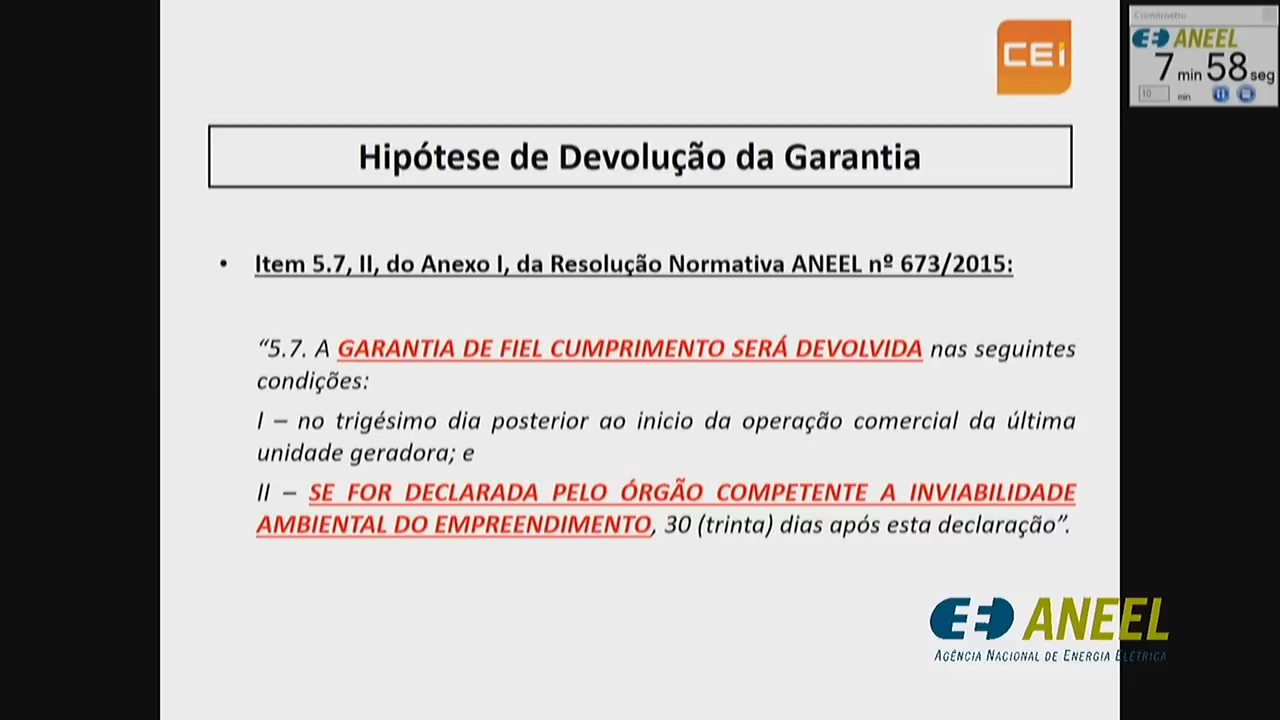 CEi
Cronômetro
ANEEL
7 min 58 seg
10 min
Hipótese de Devolução da Garantia
• Item 5.7, II, do Anexo I, da Resolução Normativa ANEEL nº 673/2015:
“5.7. A GARANTIA DE FIEL CUMPRIMENTO SERÁ DEVOLVIDA nas seguintes
condições:
I – no trigésimo dia posterior ao inicio da operação comercial da última
unidade geradora; e
II – SE FOR DECLARADA PELO ÓRGÃO COMPETENTE A INVIABILIDADE
AMBIENTAL DO EMPREENDIMENTO, 30 (trinta) dias após esta declaração”.
ANEEL
AGÊNCIA NACIONAL DE ENERGIA ELÉTRICA